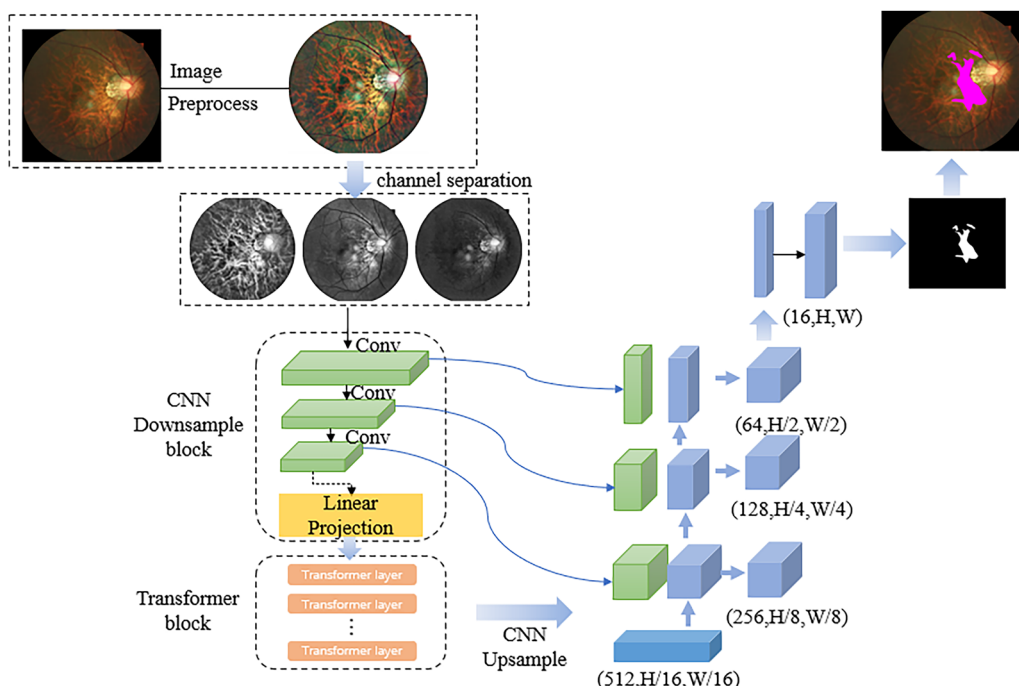 Image
Preprocess
channel separation
(16,H,W)
Conv
CNN
Downsample
block
Conv
Conv
(64,H/2,W/2)
(128,H/4,W/4)
Linear
Projection
Transformer
block
Transformer layer
Transformer layer
Transformer layer
CNN
Upsample
(256,H/8,W/8)
(512,H/16,W/16)